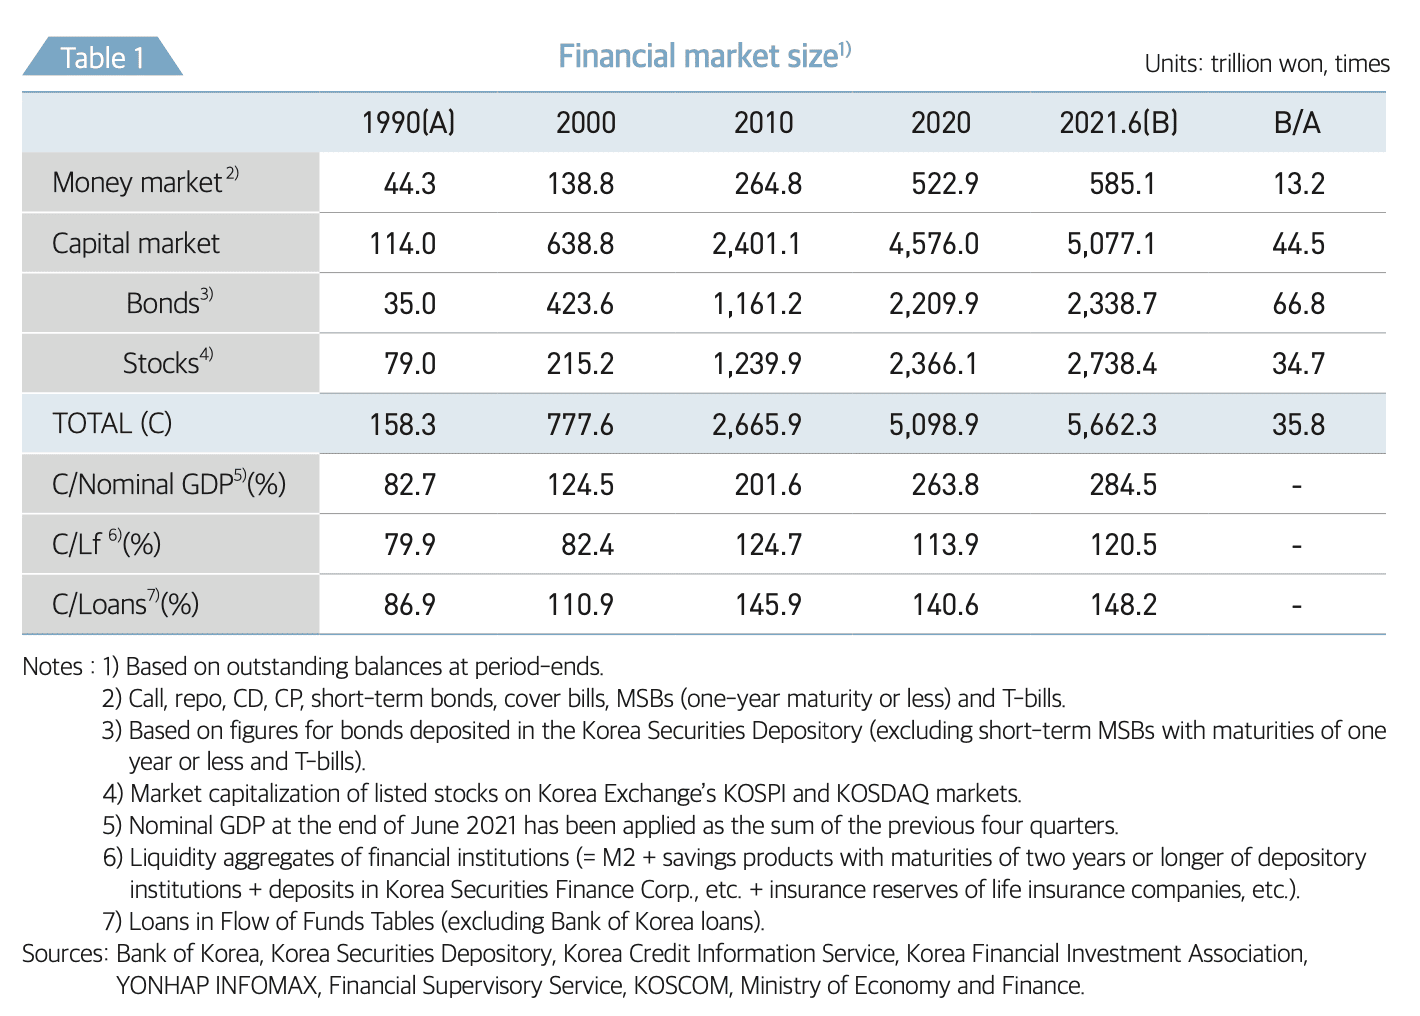 Table 1
Financial market size1)
Units: trillion won, times
1990(A) 2000 2010 2020 2021.6(B) B/A
Money market2) 44.3 138.8 264.8 522.9 585.1 13.2
Capital market 114.0 638.8 2,401.1 4,576.0 5,077.1 44.5
Bonds3) 35.0 423.6 1,161.2 2,209.9 2,338.7 66.8
Stocks4) 79.0 215.2 1,239.9 2,366.1 2,738.4 34.7
TOTAL (C) 158.3 777.6 2,665.9 5,098.9 5,662.3 35.8
C/Nominal GDP5)(%) 82.7 124.5 201.6 263.8 284.5 -
C/Lf 6)(%) 79.9 82.4 124.7 113.9 120.5 -
C/Loans7)(%) 86.9 110.9 145.9 140.6 148.2 -
Notes : 1) Based on outstanding balances at period-ends.
2) Call, repo, CD, CP, short-term bonds, cover bills, MSBs (one-year maturity or less) and T-bills.
3) Based on figures for bonds deposited in the Korea Securities Depository (excluding short-term MSBs with maturities of one
year or less and T-bills).
4) Market capitalization of listed stocks on Korea Exchange's KOSPI and KOSDAQ markets.
5) Nominal GDP at the end of June 2021 has been applied as the sum of the previous four quarters.
6) Liquidity aggregates of financial institutions (= M2 + savings products with maturities of two years or longer of depository
institutions + deposits in Korea Securities Finance Corp., etc. + insurance reserves of life insurance companies, etc.).
7) Loans in Flow of Funds Tables (excluding Bank of Korea loans).
Sources: Bank of Korea, Korea Securities Depository, Korea Credit Information Service, Korea Financial Investment Association,
YONHAP INFOMAX, Financial Supervisory Service, KOSCOM, Ministry of Economy and Finance.